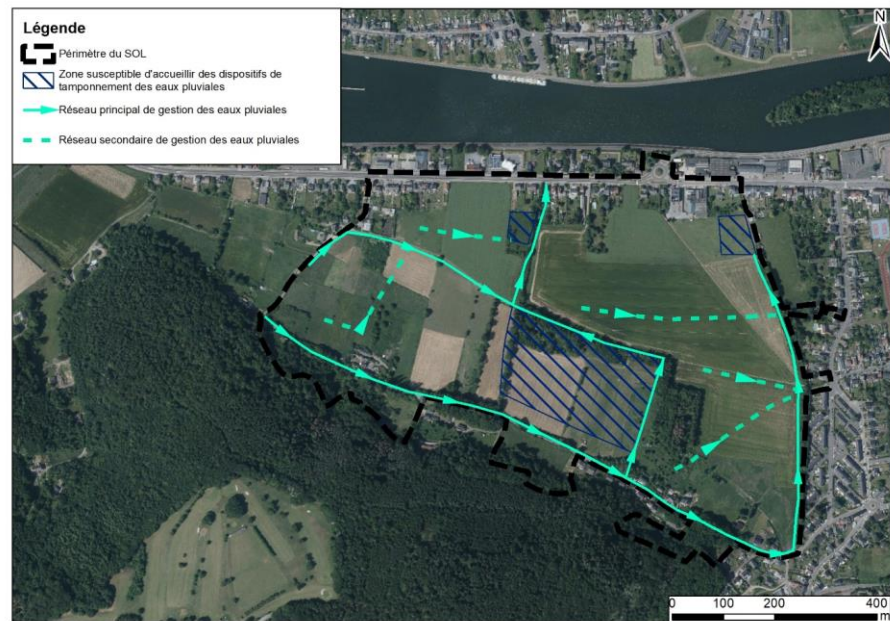 Légende
Périmètre du SOL
Zone susceptible d'accueillir des dispositifs de
tamponnement des eaux pluviales
Réseau principal de gestion des eaux pluviales
Réseau secondaire de gestion des eaux pluviales
N
0 100 200 400
m